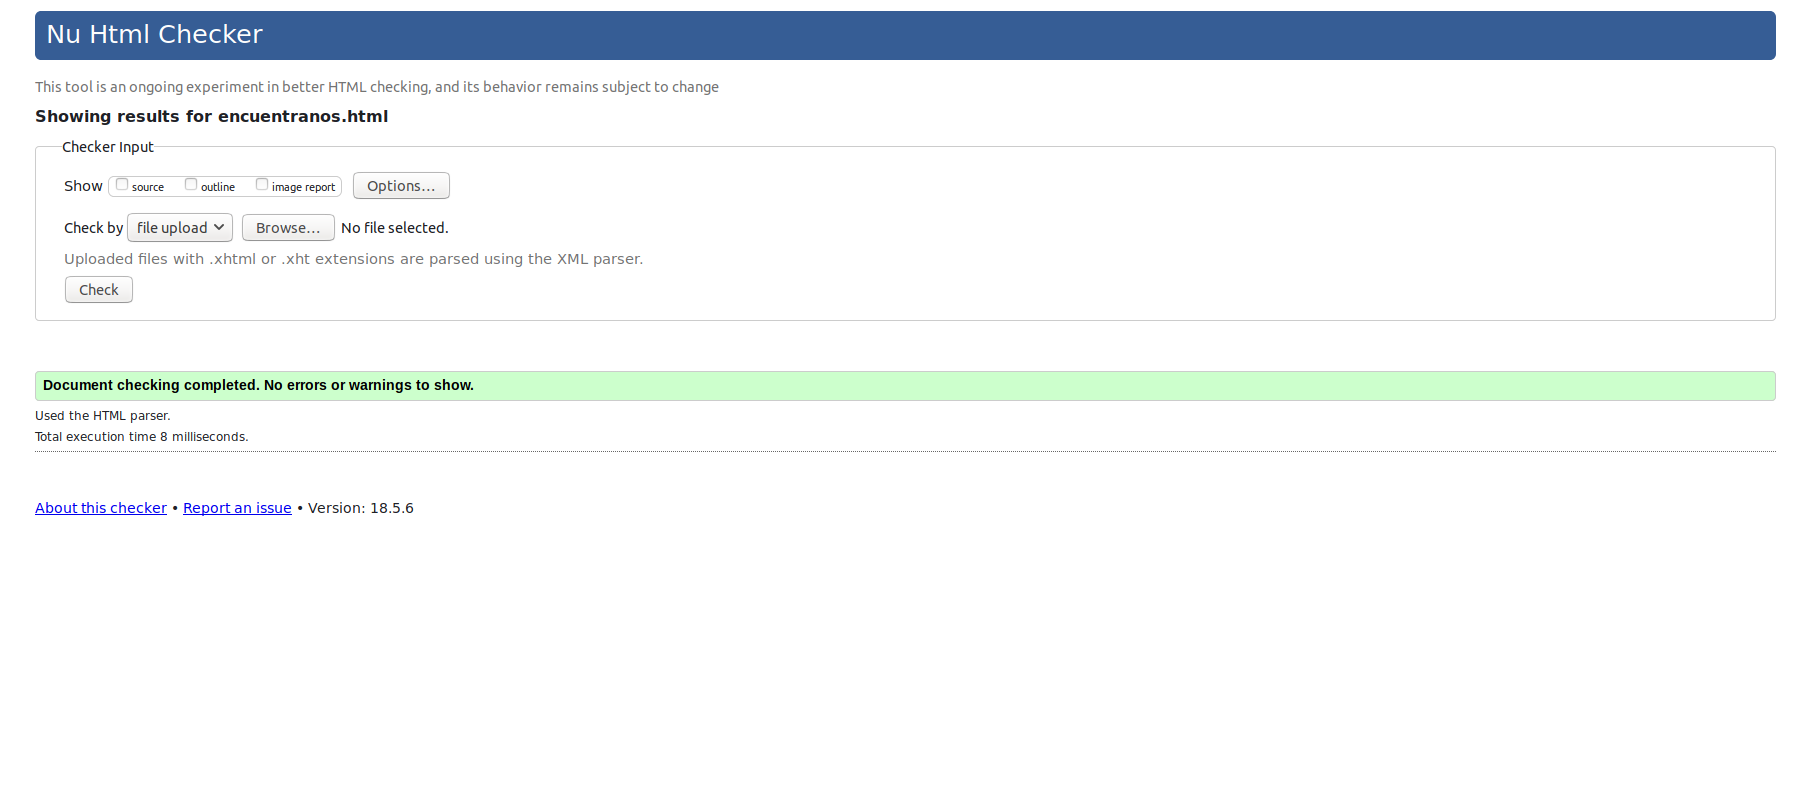 Nu Html Checker
This tool is an ongoing experiment in better HTML checking, and its behavior remains subject to change
Showing results for encuentranos.html
Checker Input
Show source outline image report Options...
Check by file upload Browse... No file selected.
Uploaded files with .xhtml or .xht extensions are parsed using the XML parser.
Check
Document checking completed. No errors or warnings to show.
Used the HTML parser.
Total execution time 8 milliseconds.
About this checker • Report an issue • Version: 18.5.6